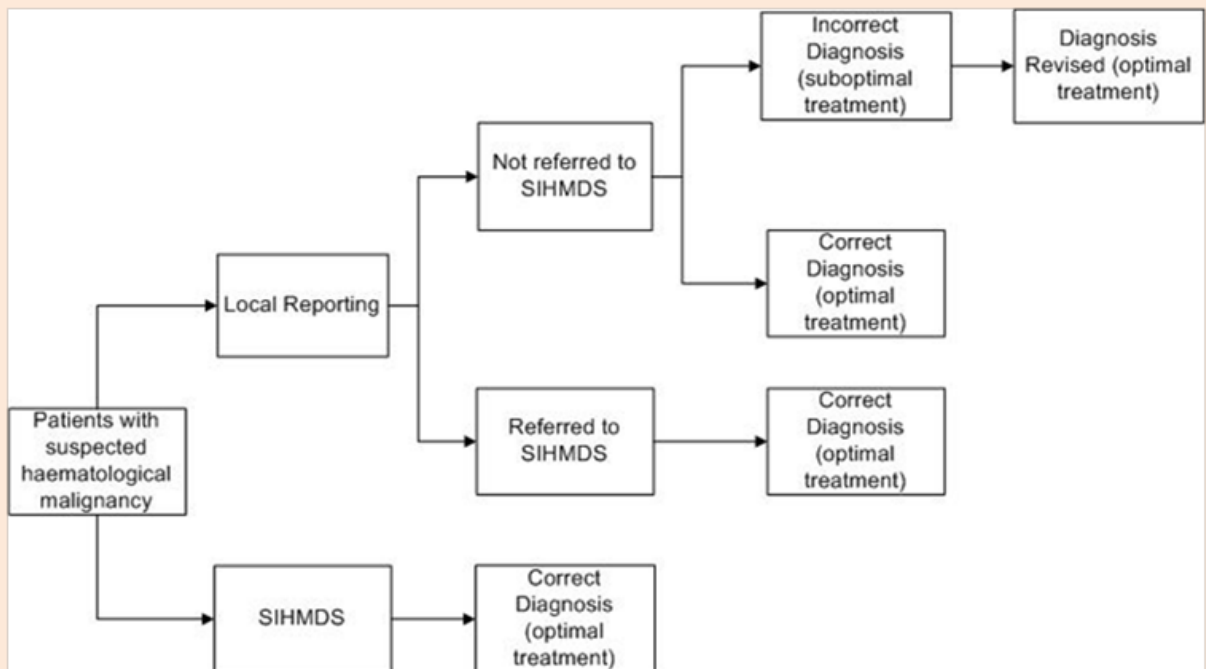 Incorrect
Diagnosis
(suboptimal
treatment)
Diagnosis
Revised (optimal
treatment)
Not referred to
SIHMDS
Correct
Diagnosis
(optimal
treatment)
Local Reporting
Referred to
SIHMDS
Correct
Diagnosis
(optimal
treatment)
Patients with
suspected
haematological
malignancy
SIHMDS
Correct
Diagnosis
(optimal
treatment)